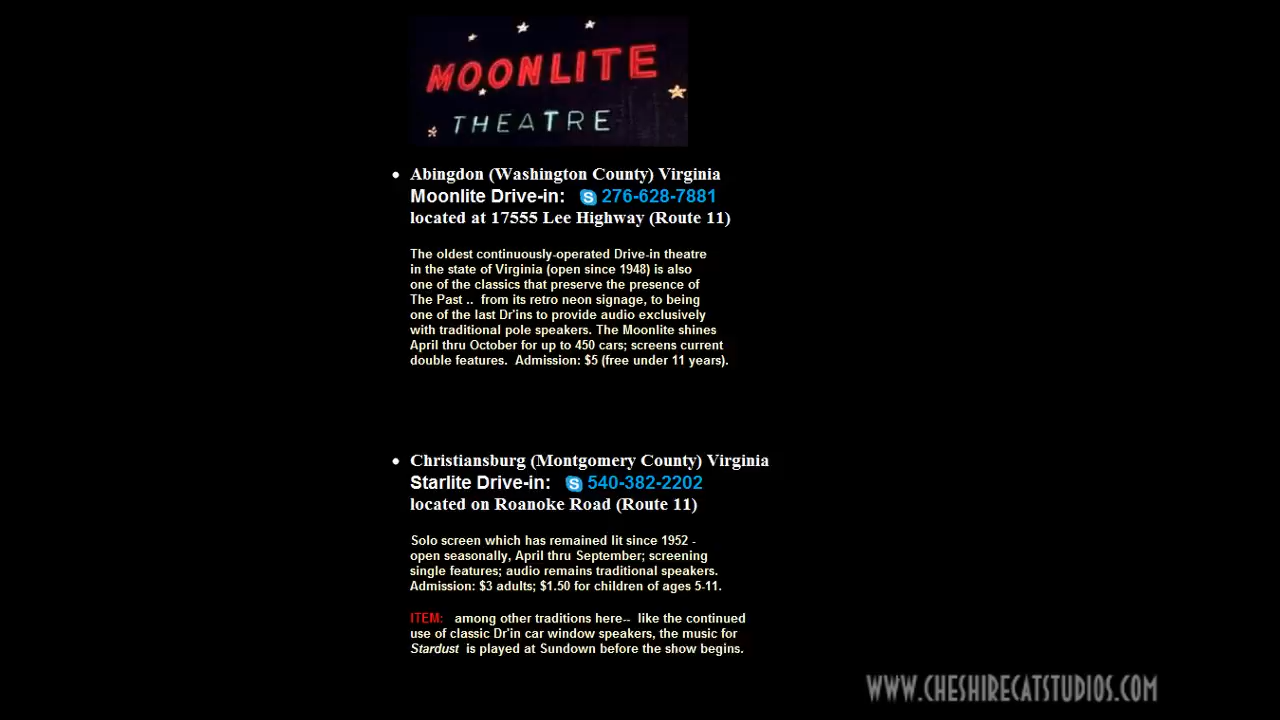 MOONLITE
THEATRE
Abingdon (Washington County) Virginia
Moonlite Drive-in: 276-628-7881
located at 17555 Lee Highway (Route 11)
The oldest continuously-operated Drive-in theatre
in the state of Virginia (open since 1948) is also
one of the classics that preserve the presence of
The Past .. from its retro neon signage, to being
one of the last Dr'ins to provide audio exclusively
with traditional pole speakers. The Moonlite shines
April thru October for up to 450 cars; screens current
double features. Admission: $5 (free under 11 years).
Christiansburg (Montgomery County) Virginia
Starlite Drive-in: 540-382-2202
located on Roanoke Road (Route 11)
Solo screen which has remained lit since 1952 -
open seasonally, April thru September; screening
single features; audio remains traditional speakers.
Admission: $3 adults; $1.50 for children of ages 5-11.
ITEM: among other traditions here-- like the continued
use of classic Dr'in car window speakers, the music for
Stardust is played at Sundown before the show begins.
WWW.CHESHIRECATSTUDIOS.COM